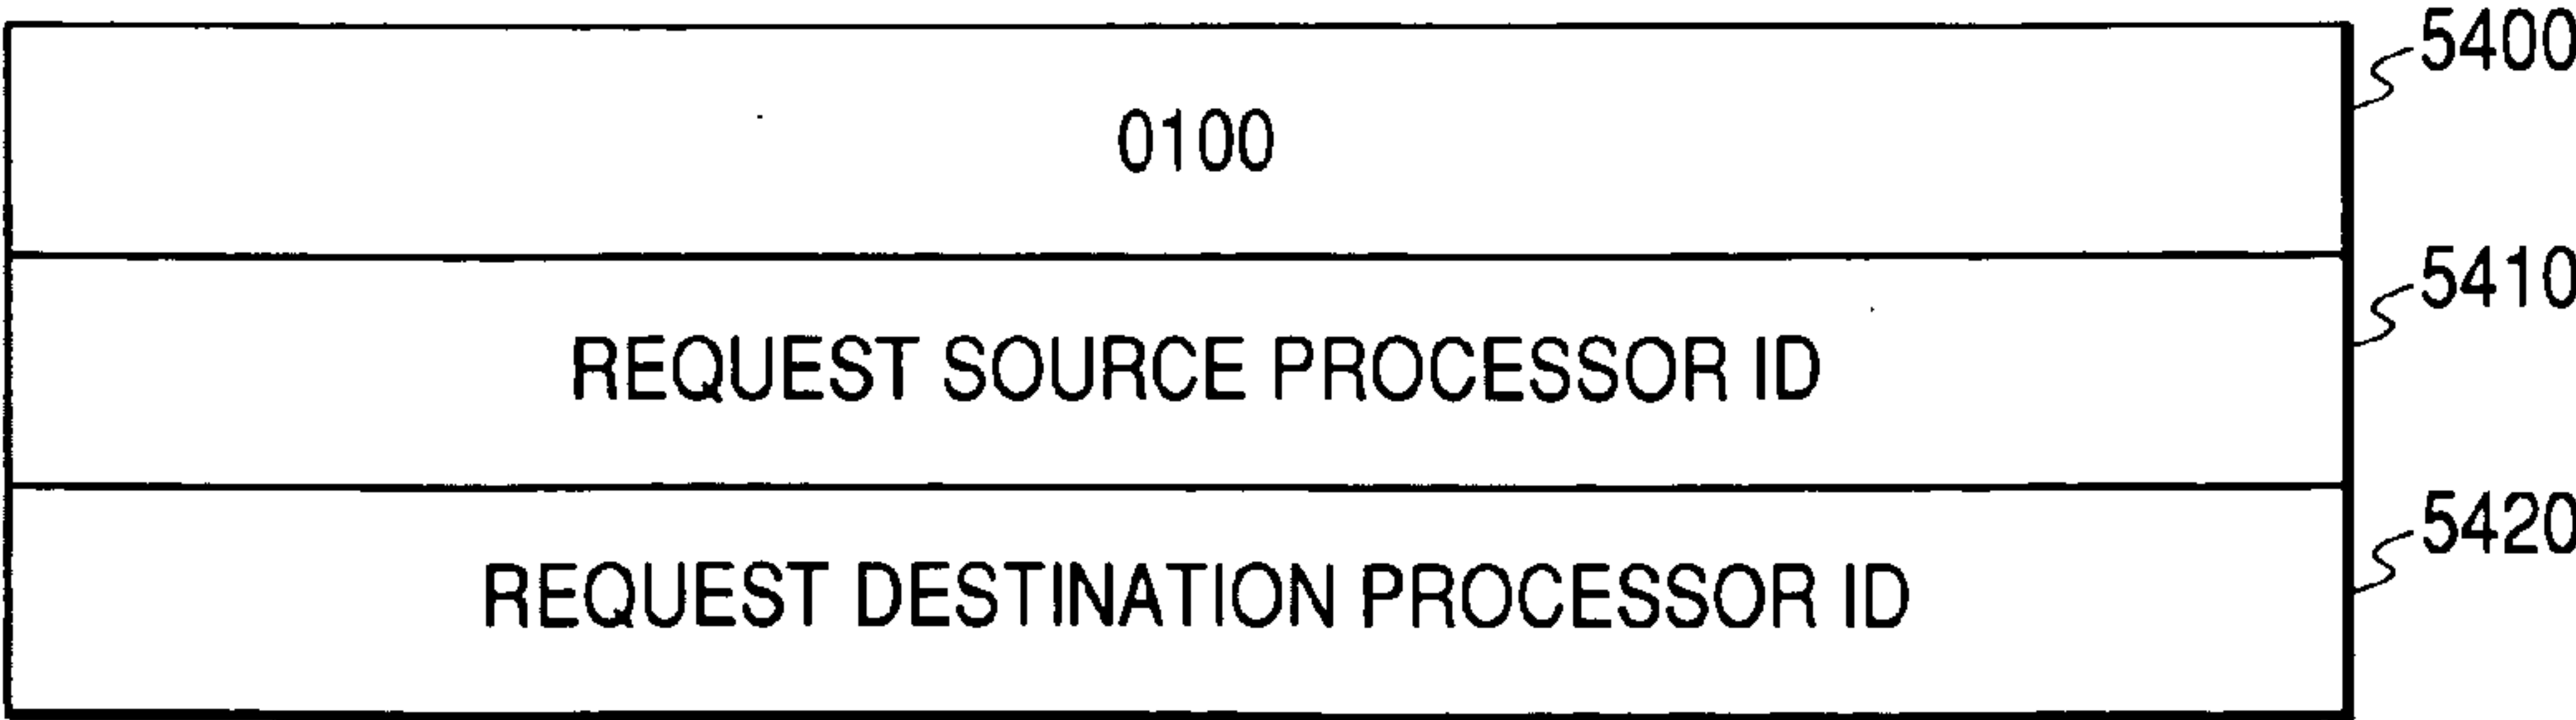 5400
0100
5410
REQUEST SOURCE PROCESSOR ID
5420
REQUEST DESTINATION PROCESSOR ID